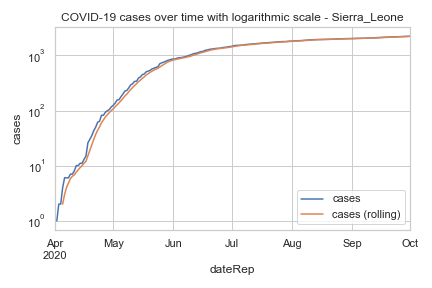 COVID-19 cases over time with logarithmic scale - Sierra_Leone
10³
10²
10¹
10⁰
cases
cases
cases (rolling)
Apr May Jun Jul Aug Sep Oct
2020
dateRep